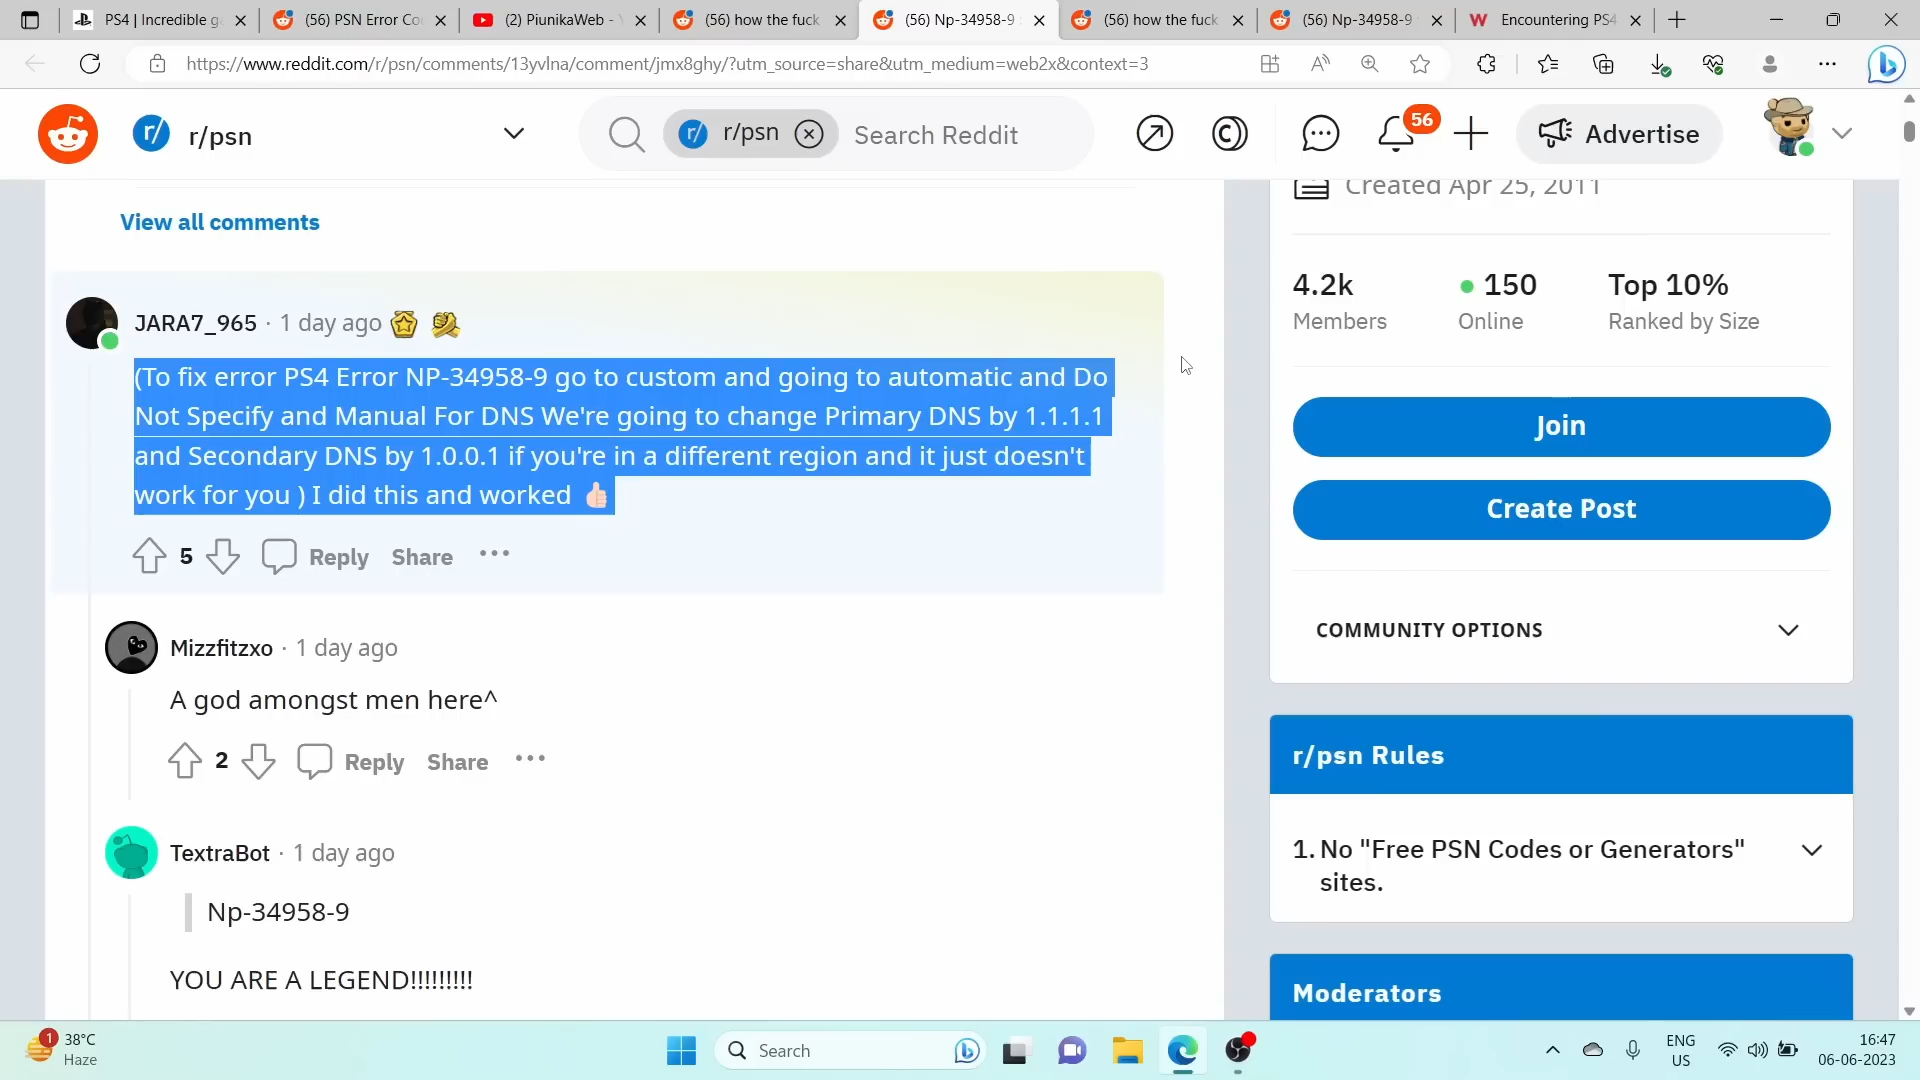 PS4 | Incredible g
(56) PSN Error Co
(2) PiunikaWeb -
(56) how the fuck
(56) Np-34958-9
(56) how the fuck
(56) Np-34958-9
Encountering PS4
https://www.reddit.com/r/psn/comments/13yvlna/comment/jmx8ghy/?utm_source=share&utm_medium=web2x&context=3
r/psn
r/psn
Search Reddit
56
Advertise
View all comments
JARA7_965 · 1 day ago
(To fix error PS4 Error NP-34958-9 go to custom and going to automatic and Do
Not Specify and Manual For DNS We're going to change Primary DNS by 1.1.1.1
and Secondary DNS by 1.0.0.1 if you're in a different region and it just doesn't
work for you ) I did this and worked 👍🏻
5
Reply
Share
Mizzfitzxo · 1 day ago
A god amongst men here^
2
Reply
Share
TextraBot · 1 day ago
Np-34958-9
YOU ARE A LEGEND!!!!!!!!!
Created Apr 25, 2011
4.2k
Members
150
Online
Top 10%
Ranked by Size
Join
Create Post
COMMUNITY OPTIONS
r/psn Rules
1. No "Free PSN Codes or Generators"
sites.
Moderators
1
38°C
Haze
Search
ENG
US
16:47
06-06-2023